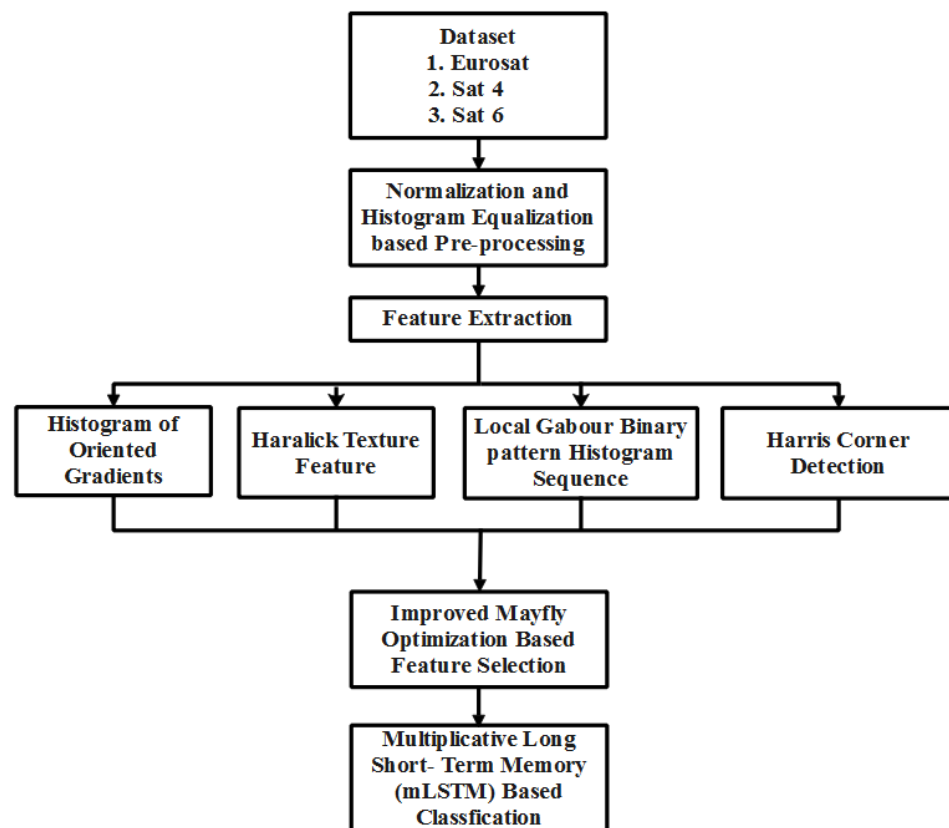 Dataset
1. Eurosat
2. Sat 4
3. Sat 6
Normalization and
Histogram Equalization
based Pre-processing
Feature Extraction
Histogram of
Oriented
Gradients
Haralick Texture
Feature
Local Gabour Binary
pattern Histogram
Sequence
Harris Corner
Detection
Improved Mayfly
Optimization Based
Feature Selection
Multiplicative Long
Short- Term Memory
(mLSTM) Based
Classfication